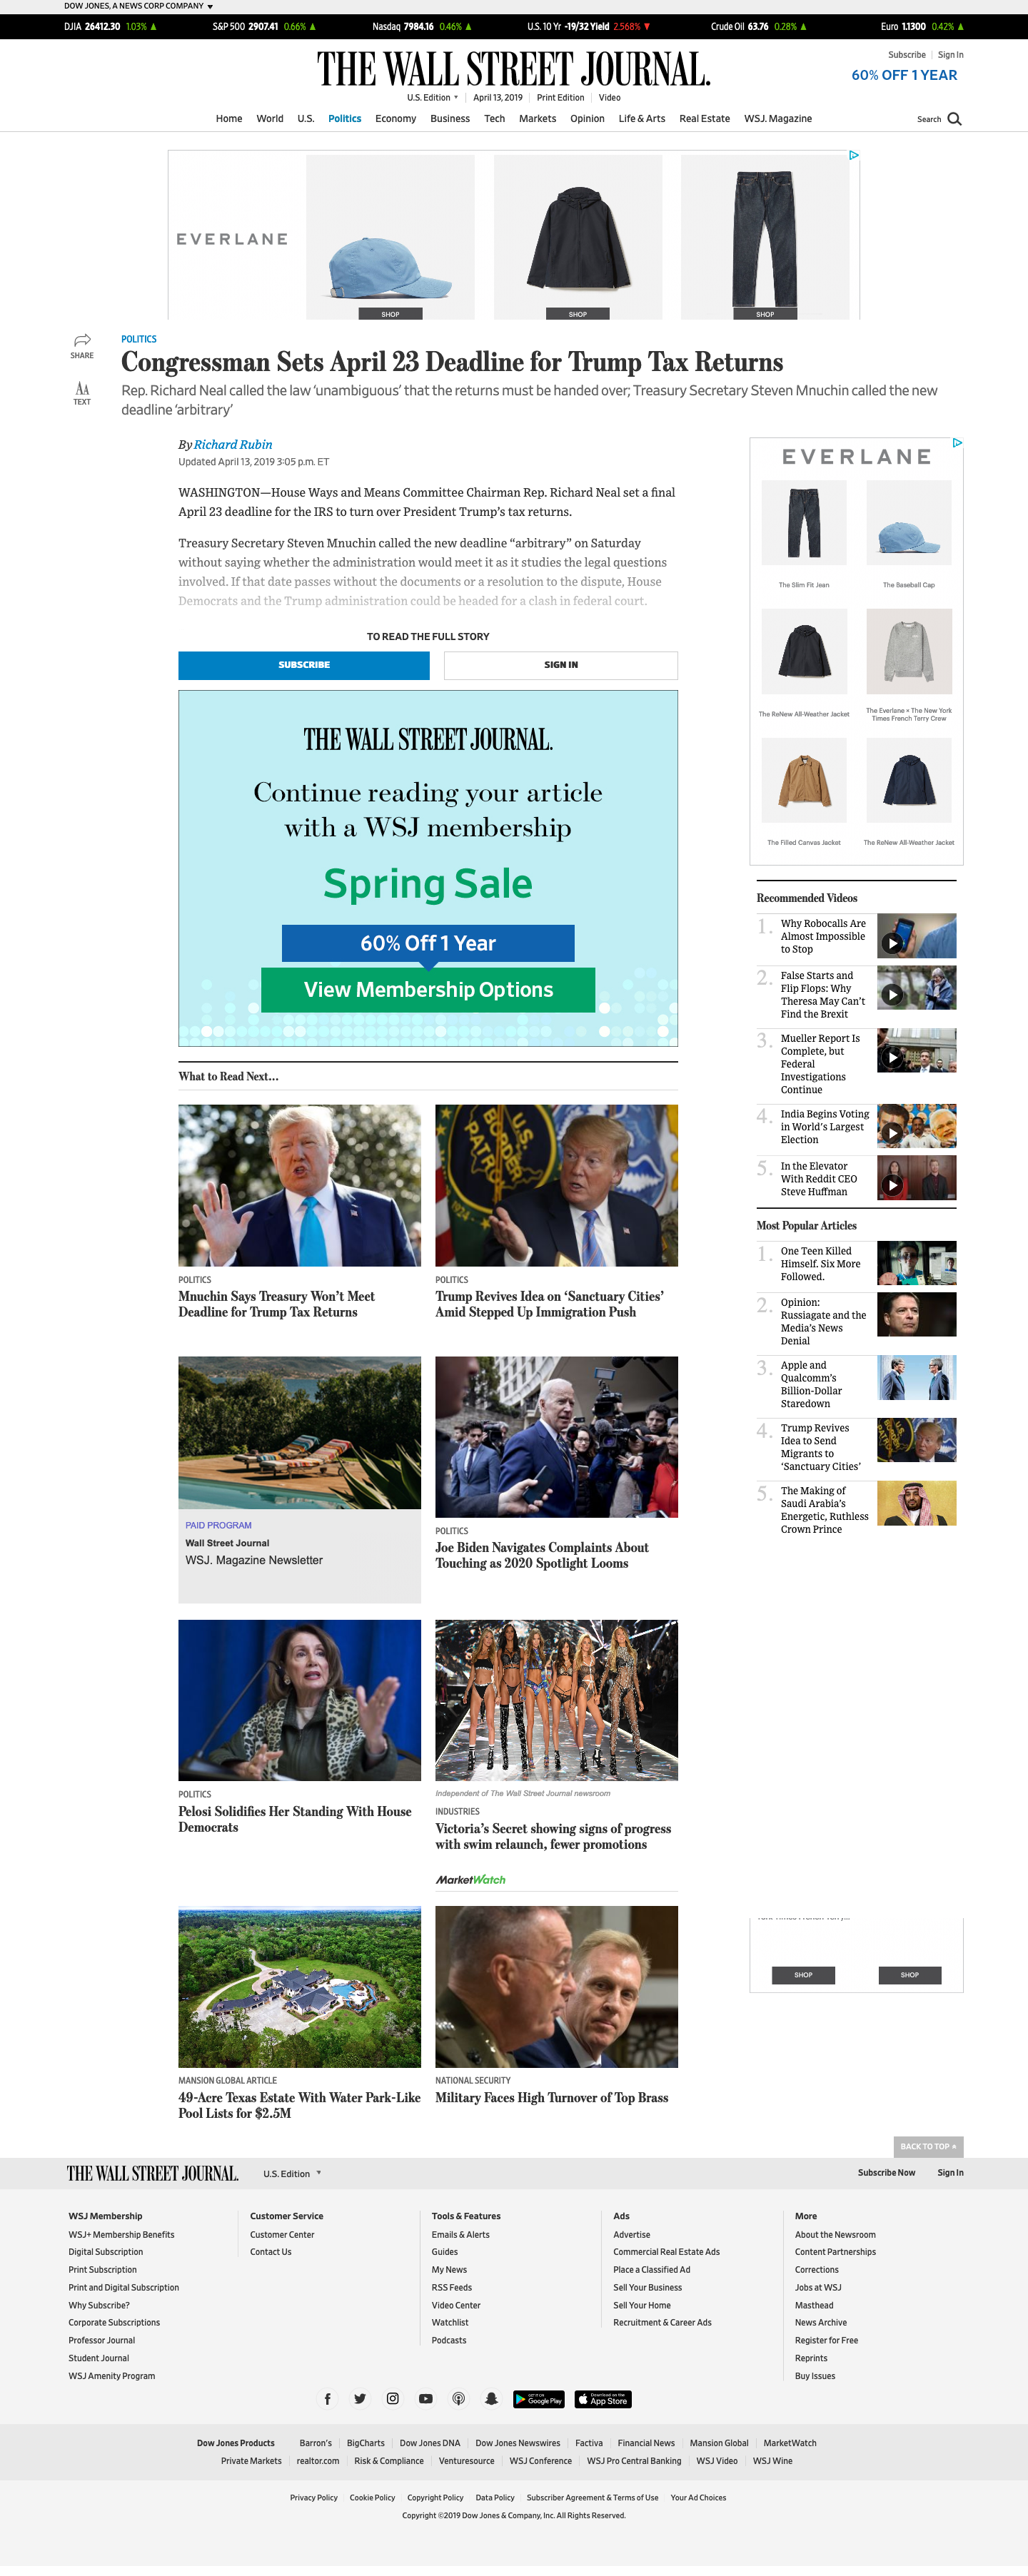 DOW JONES, A NEWS CORP COMPANY
DJIA 26412.30 1.03% S&P 500 2907.41 0.66% Nasdaq 7984.16 0.46% U.S. 10 Yr -19/32 Yield 2.568% Crude Oil 63.76 0.28% Euro 1.1300 0.42%
THE WALL STREET JOURNAL.
Subscribe Sign In
60% OFF 1 YEAR
U.S. Edition April 13, 2019 Print Edition Video
Home World U.S. Politics Economy Business Tech Markets Opinion Life & Arts Real Estate WSJ. Magazine Search
EVERLANE
SHOP SHOP SHOP
SHARE
TEXT
POLITICS
Congressman Sets April 23 Deadline for Trump Tax Returns
Rep. Richard Neal called the law ‘unambiguous’ that the returns must be handed over; Treasury Secretary Steven Mnuchin called the new
deadline ‘arbitrary’
By Richard Rubin
Updated April 13, 2019 3:05 p.m. ET
WASHINGTON—House Ways and Means Committee Chairman Rep. Richard Neal set a final
April 23 deadline for the IRS to turn over President Trump’s tax returns.
Treasury Secretary Steven Mnuchin called the new deadline “arbitrary” on Saturday
without saying whether the administration would meet it as it studies the legal questions
involved. If that date passes without the documents or a resolution to the dispute, House
Democrats and the Trump administration could be headed for a clash in federal court.
TO READ THE FULL STORY
SUBSCRIBE SIGN IN
THE WALL STREET JOURNAL.
Continue reading your article
with a WSJ membership
Spring Sale
60% Off 1 Year
View Membership Options
EVERLANE
The Slim Fit Jean The Baseball Cap
The ReNew All-Weather Jacket
The Everlane × The New York
Times French Terry Crew
The Filled Canvas Jacket The ReNew All-Weather Jacket
Recommended Videos
1. Why Robocalls Are
Almost Impossible
to Stop
2. False Starts and
Flip Flops: Why
Theresa May Can’t
Find the Brexit
3. Mueller Report Is
Complete, but
Federal
Investigations
Continue
4. India Begins Voting
in World’s Largest
Election
5. In the Elevator
With Reddit CEO
Steve Huffman
Most Popular Articles
1. One Teen Killed
Himself. Six More
Followed.
2. Opinion:
Russiagate and the
Media’s News
Denial
3. Apple and
Qualcomm’s
Billion-Dollar
Staredown
4. Trump Revives
Idea to Send
Migrants to
‘Sanctuary Cities’
5. The Making of
Saudi Arabia’s
Energetic, Ruthless
Crown Prince
What to Read Next...
POLITICS
Mnuchin Says Treasury Won’t Meet
Deadline for Trump Tax Returns
POLITICS
Trump Revives Idea on ‘Sanctuary Cities’
Amid Stepped Up Immigration Push
PAID PROGRAM
Wall Street Journal
WSJ. Magazine Newsletter
POLITICS
Joe Biden Navigates Complaints About
Touching as 2020 Spotlight Looms
POLITICS
Pelosi Solidifies Her Standing With House
Democrats
Independent of The Wall Street Journal newsroom
INDUSTRIES
Victoria’s Secret showing signs of progress
with swim relaunch, fewer promotions
MarketWatch
MANSION GLOBAL ARTICLE
49-Acre Texas Estate With Water Park-Like
Pool Lists for $2.5M
NATIONAL SECURITY
Military Faces High Turnover of Top Brass
SHOP SHOP
BACK TO TOP
THE WALL STREET JOURNAL. U.S. Edition Subscribe Now Sign In
WSJ Membership
WSJ+ Membership Benefits
Digital Subscription
Print Subscription
Print and Digital Subscription
Why Subscribe?
Corporate Subscriptions
Professor Journal
Student Journal
WSJ Amenity Program
Customer Service
Customer Center
Contact Us
Tools & Features
Emails & Alerts
Guides
My News
RSS Feeds
Video Center
Watchlist
Podcasts
Ads
Advertise
Commercial Real Estate Ads
Place a Classified Ad
Sell Your Business
Sell Your Home
Recruitment & Career Ads
More
About the Newsroom
Content Partnerships
Corrections
Jobs at WSJ
Masthead
News Archive
Register for Free
Reprints
Buy Issues
GET IT ON Google Play Download on the App Store
Dow Jones Products Barron's BigCharts Dow Jones DNA Dow Jones Newswires Factiva Financial News Mansion Global MarketWatch
Private Markets realtor.com Risk & Compliance Venturesource WSJ Conference WSJ Pro Central Banking WSJ Video WSJ Wine
Privacy Policy Cookie Policy Copyright Policy Data Policy Subscriber Agreement & Terms of Use Your Ad Choices
Copyright ©2019 Dow Jones & Company, Inc. All Rights Reserved.